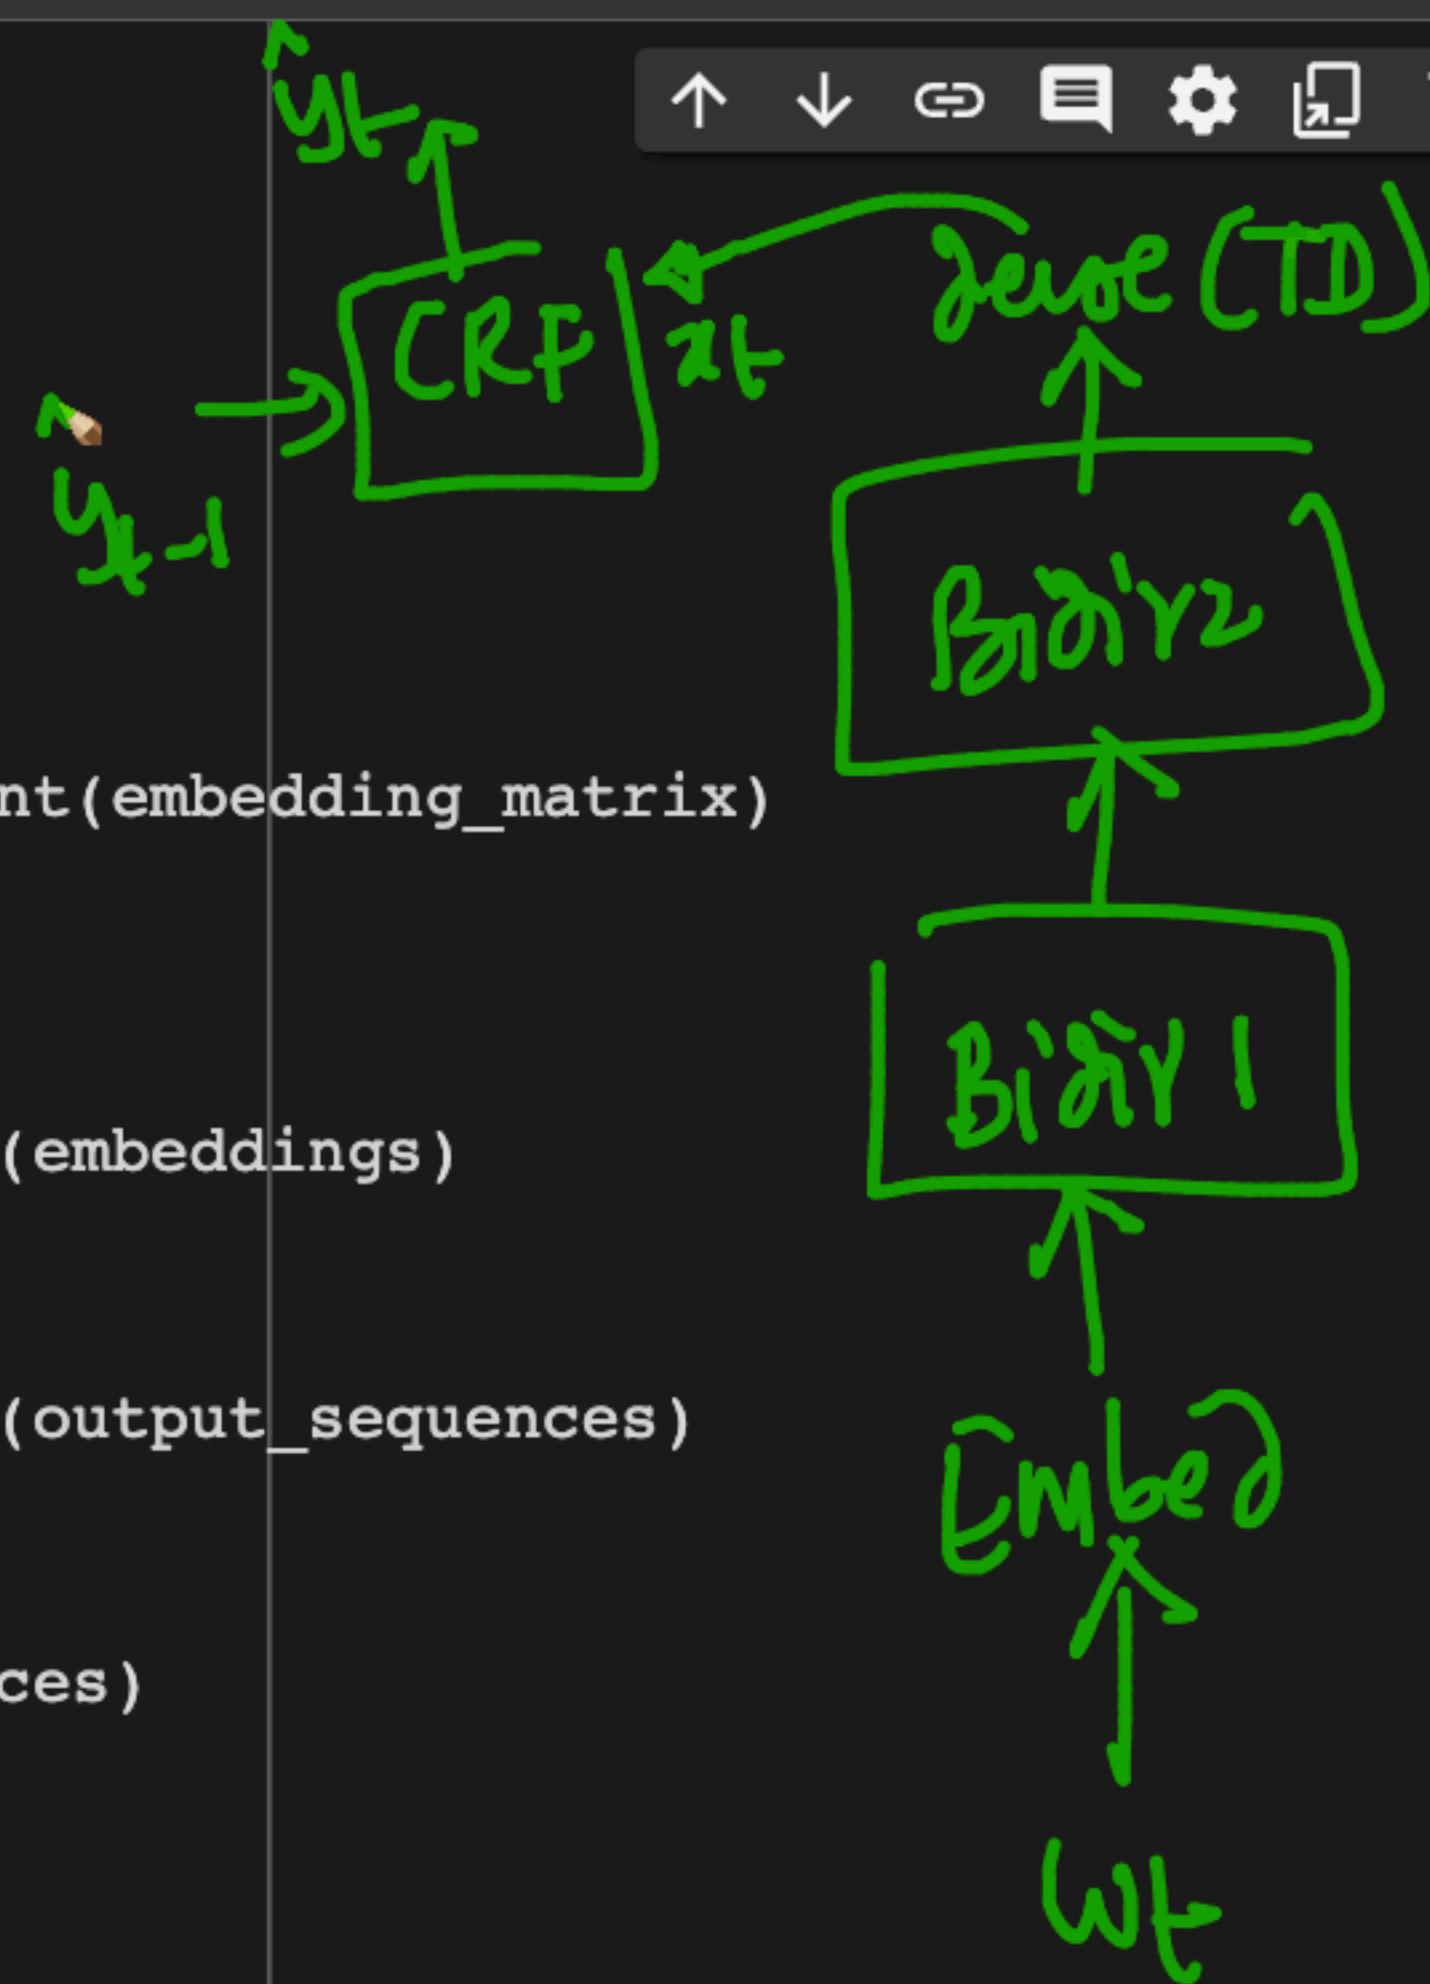 ŷt
dense (TD)
CRF
xt
ŷt-1
Bidir2
nt(embedding_matrix)
Bidir 1
(embeddings)
(output_sequences)
Embed
ces)
wt